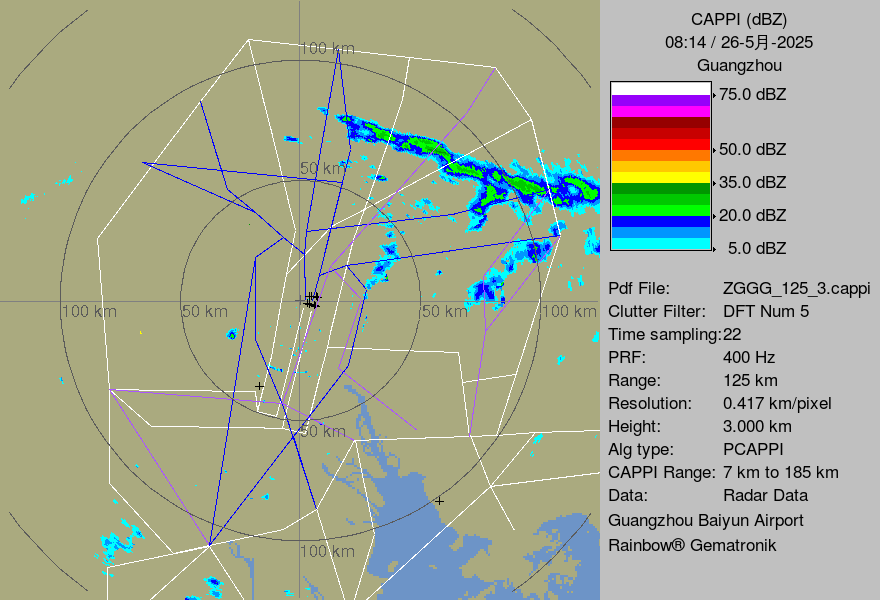 CAPPI (dBZ)
08:14 / 26-5月-2025
Guangzhou
75.0 dBZ
50.0 dBZ
35.0 dBZ
20.0 dBZ
5.0 dBZ
Pdf File: ZGGG_125_3.cappi
Clutter Filter: DFT Num 5
Time sampling:22
PRF: 400 Hz
Range: 125 km
Resolution: 0.417 km/pixel
Height: 3.000 km
Alg type: PCAPPI
CAPPI Range: 7 km to 185 km
Data: Radar Data
Guangzhou Baiyun Airport
Rainbow® Gematronik
100 km
50 km
100 km
50 km
50 km
100 km
50 km
100 km